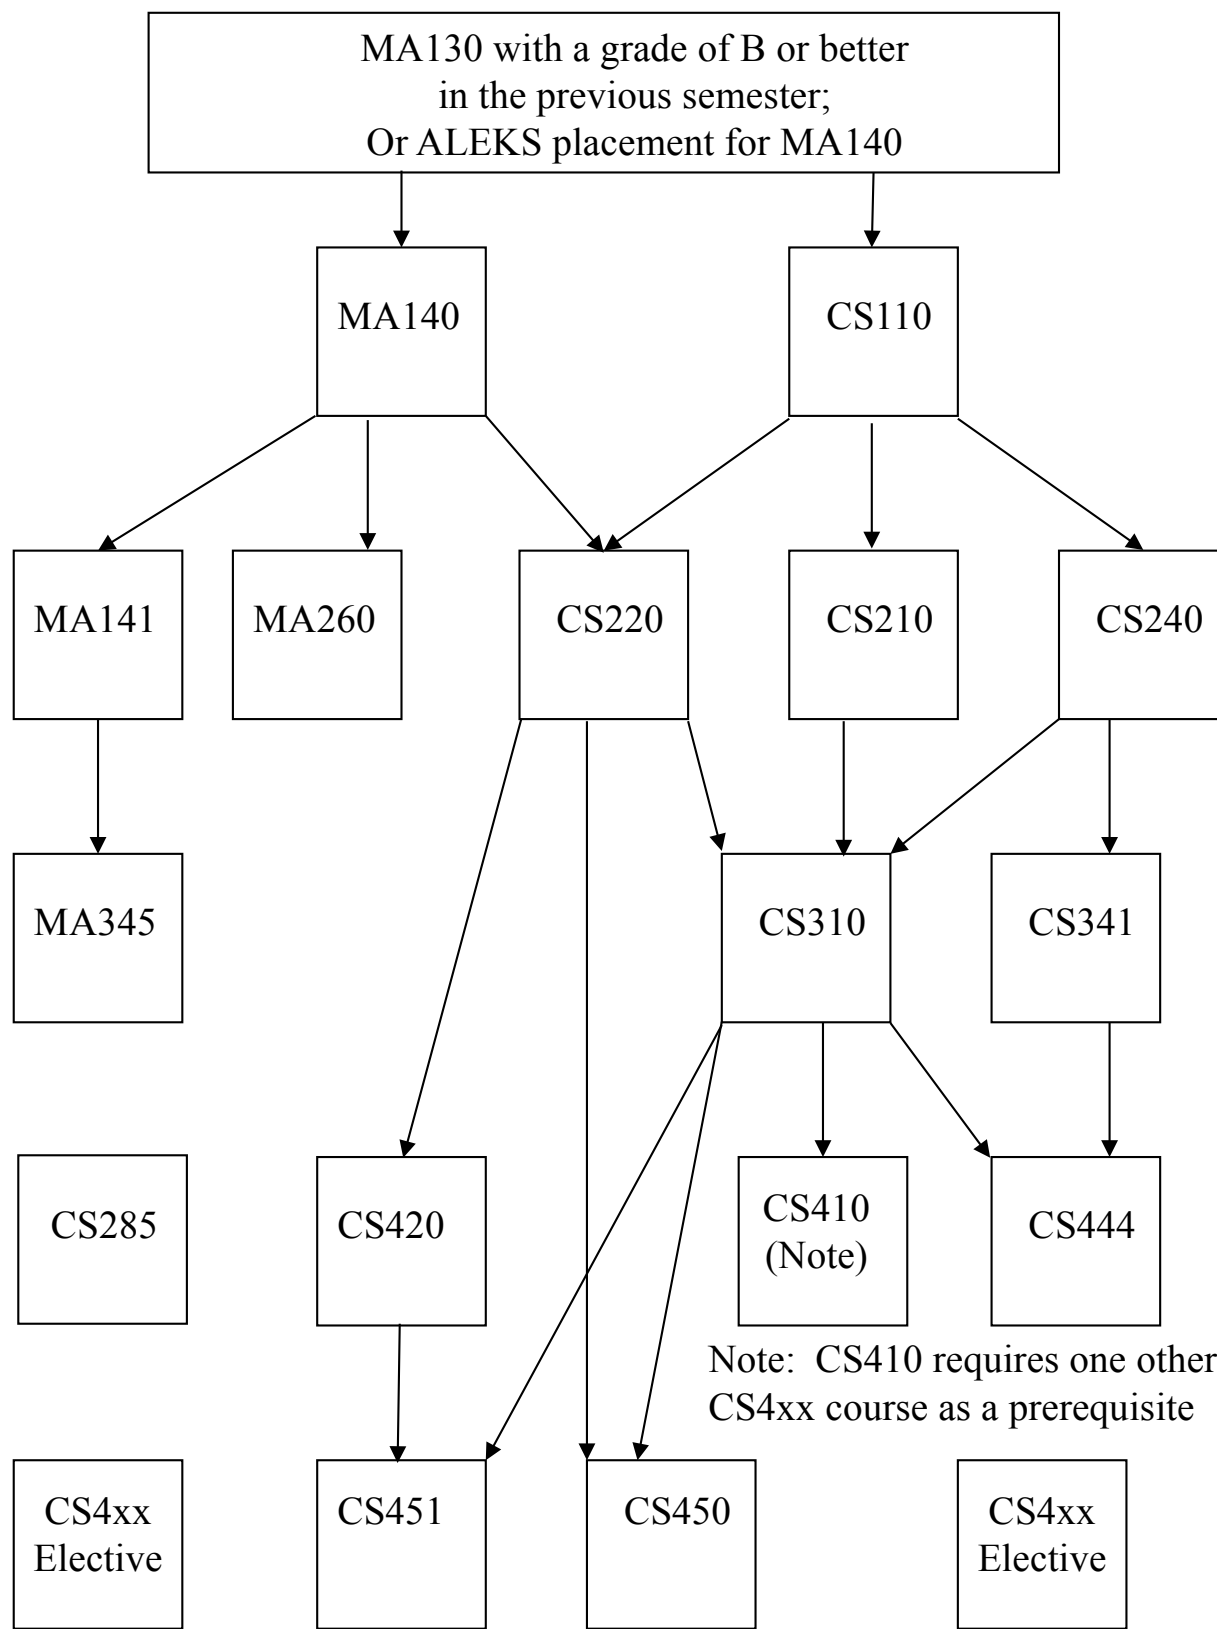 MA130 with a grade of B or better
in the previous semester;
Or ALEKS placement for MA140
MA140
CS110
MA141
MA260
CS220
CS210
CS240
MA345
CS310
CS341
CS285
CS420
CS410
(Note)
CS444
Note:  CS410 requires one other
CS4xx course as a prerequisite
CS4xx
Elective
CS451
CS450
CS4xx
Elective